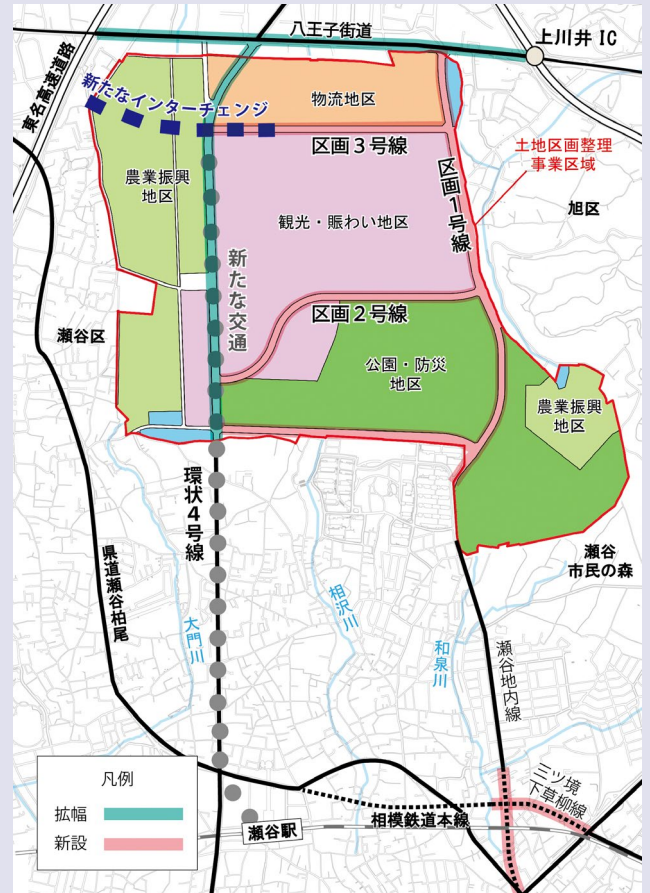 八王子街道
上川井 IC
東名高速道路
新たなインターチェンジ
物流地区
区画３号線
土地区画整理
事業区域
農業振興
地区
区画１号線
旭区
観光・賑わい地区
新たな交通
区画２号線
瀬谷区
公園・防災
地区
農業振興
地区
環状４号線
瀬谷
市民の森
県道瀬谷柏尾
大門川
相沢川
和泉川
瀬谷地内線
凡例
拡幅
新設
三ツ境
下草柳線
相模鉄道本線
瀬谷駅